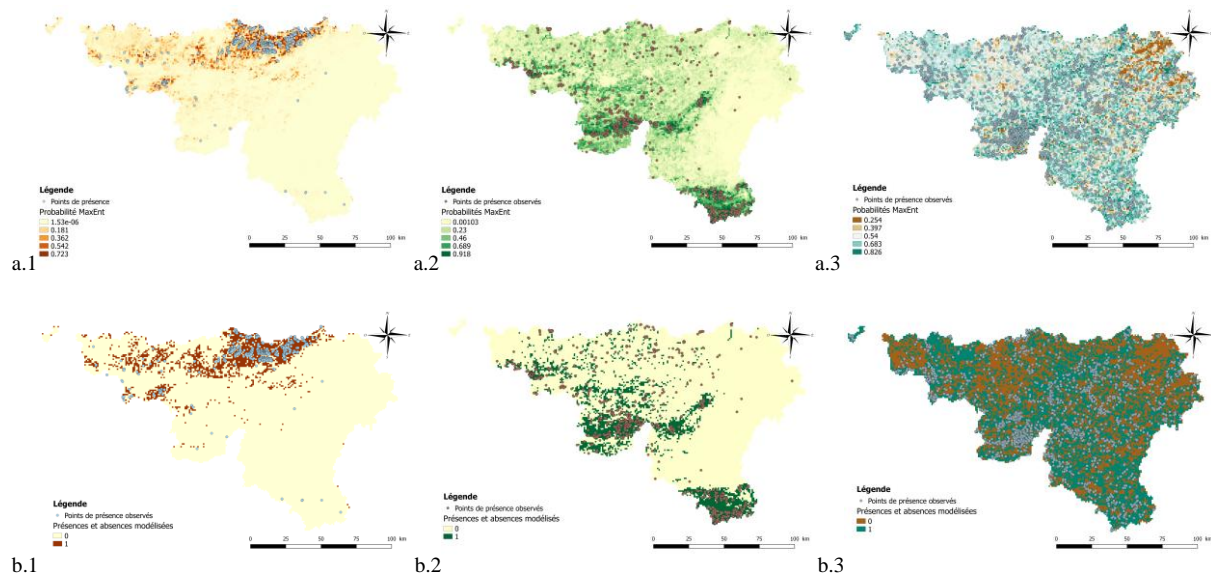 Légende
Points de présence
Probabilité MaxEnt
1.53e-06
0.181
0.362
0.542
0.723
0 25 50 75 100 km
a.1
Légende
Points de présence observés
Probabilités MaxEnt
0.00103
0.23
0.46
0.689
0.918
0 25 50 75 100 km
a.2
Légende
Points de présence observés
Pobabilités MaxEnt
0.254
0.397
0.54
0.683
0.826
0 25 50 75 100 km
a.3
Légende
Points de présence observés
Présences et absences modélisées
0
1
0 25 50 75 100 km
b.1
Légende
Points de présence observés
Présences et absences modélisés
0
1
0 25 50 75 100 km
b.2
Légende
Points de présence observés
Présences et absences modélisées
0
1
0 25 50 75 100 km
b.3